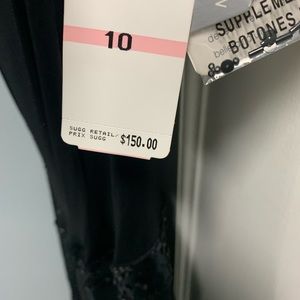 10
SUGG RETAIL/
PRIX SUGG
$150.00
SUPPLEME
BOTONES